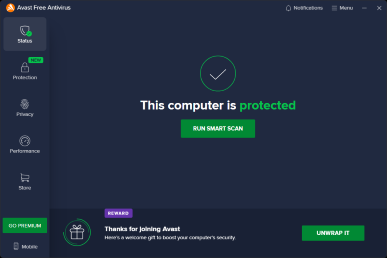 Avast Free Antivirus
Notifications
Menu
Status
NEW
Protection
Privacy
Performance
Store
GO PREMIUM
Mobile
This computer is protected
RUN SMART SCAN
REWARD
Thanks for joining Avast
Here's a welcome gift to boost your computer's security.
UNWRAP IT